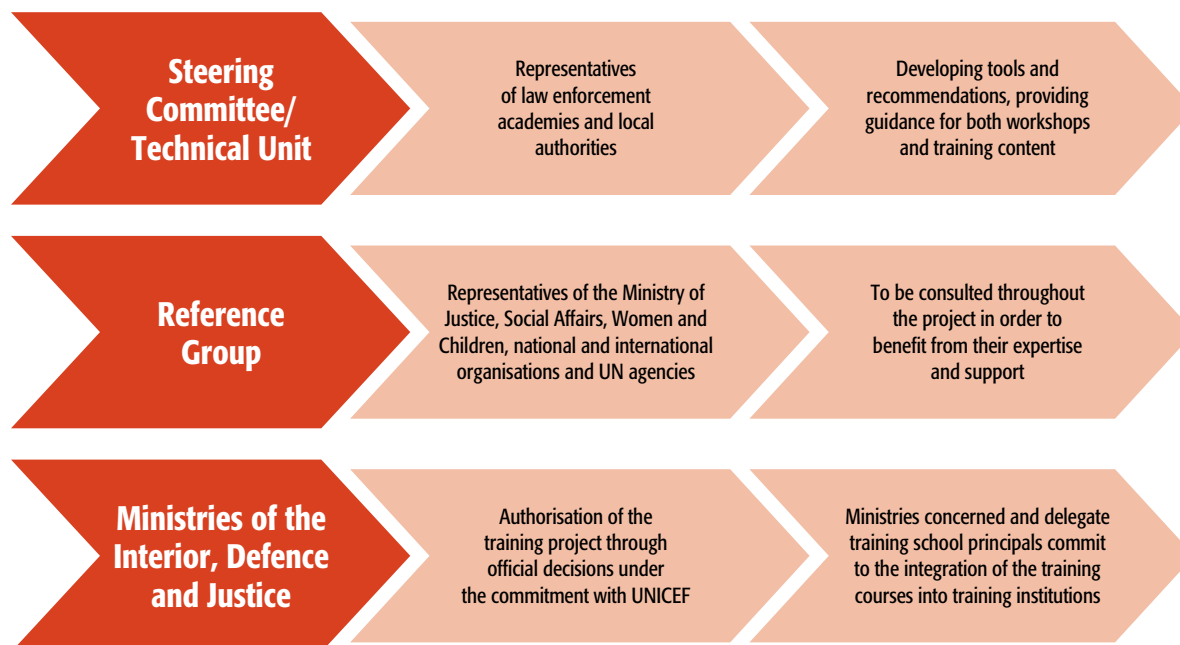 Steering
Committee/
Technical Unit
Representatives
of law enforcement
academies and local
authorities
Developing tools and
recommendations, providing
guidance for both workshops
and training content
Reference
Group
Representatives of the Ministry of
Justice, Social Affairs, Women and
Children, national and international
organisations and UN agencies
To be consulted throughout
the project in order to
benefit from their expertise
and support
Ministries of the
Interior, Defence
and Justice
Authorisation of the
training project through
official decisions under
the commitment with UNICEF
Ministries concerned and delegate
training school principals commit
to the integration of the training
courses into training institutions